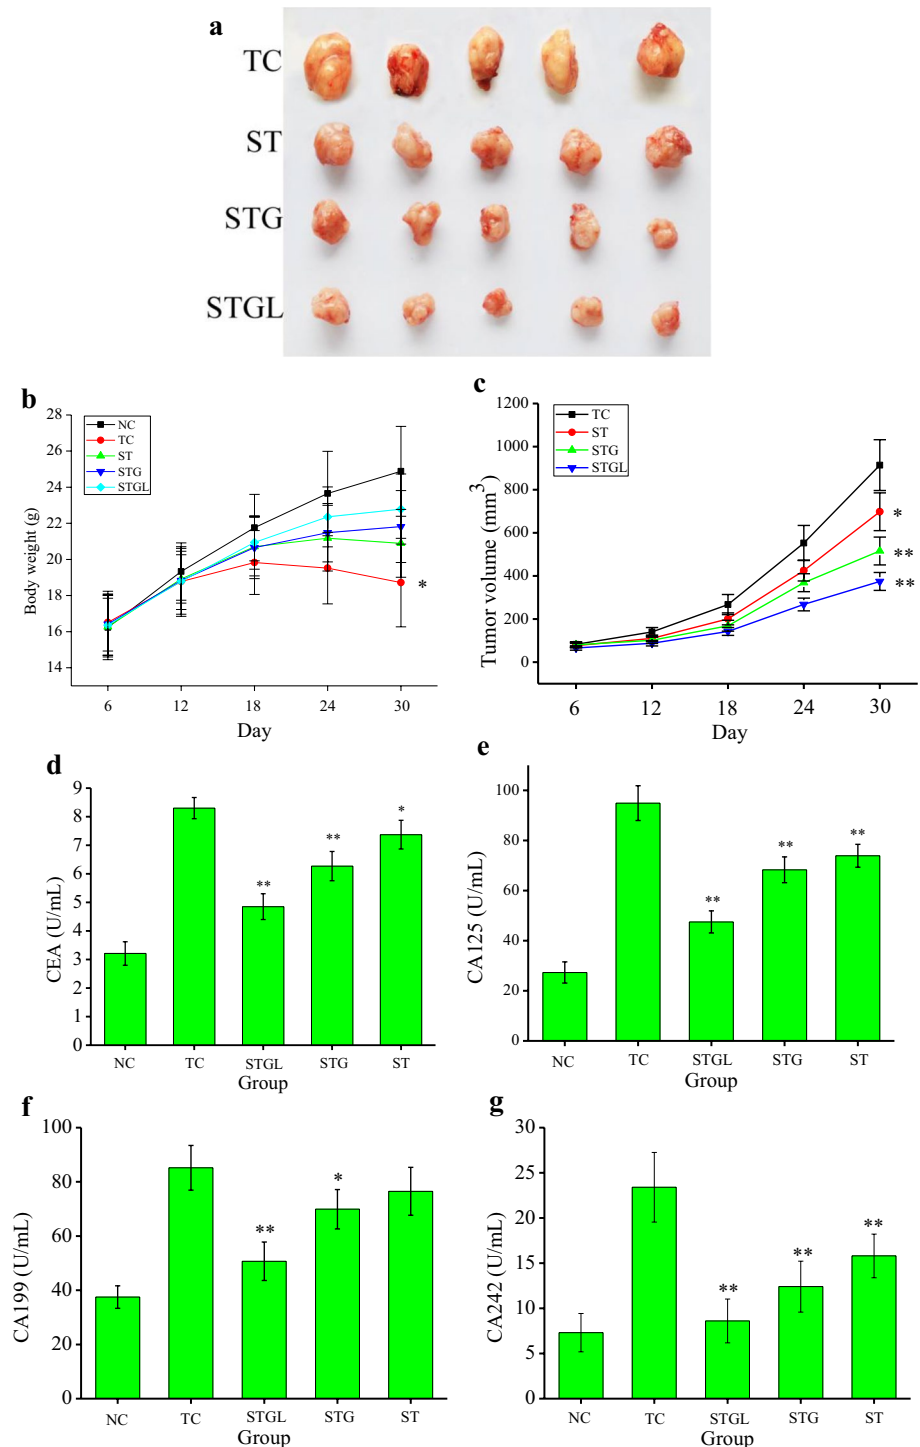 a
TC
ST
STG
STGL
b
28
26
24
22
20
18
16
14
Body weight (g)
NC
TC
ST
STG
STGL
*
6 12 18 24 30
Day
c
1200
1000
800
600
400
200
0
Tumor volume (mm3)
TC
ST
STG
STGL
*
**
**
6 12 18 24 30
Day
d
9
8
7
6
5
4
3
2
1
0
CEA (U/mL)
** ** *
NC TC STGL STG ST
Group
e
100
80
60
40
20
0
CA125 (U/mL)
** ** **
NC TC STGL STG ST
Group
f
100
80
60
40
20
0
CA199 (U/mL)
** *
NC TC STGL STG ST
Group
g
30
25
20
15
10
5
0
CA242 (U/mL)
** ** **
NC TC STGL STG ST
Group